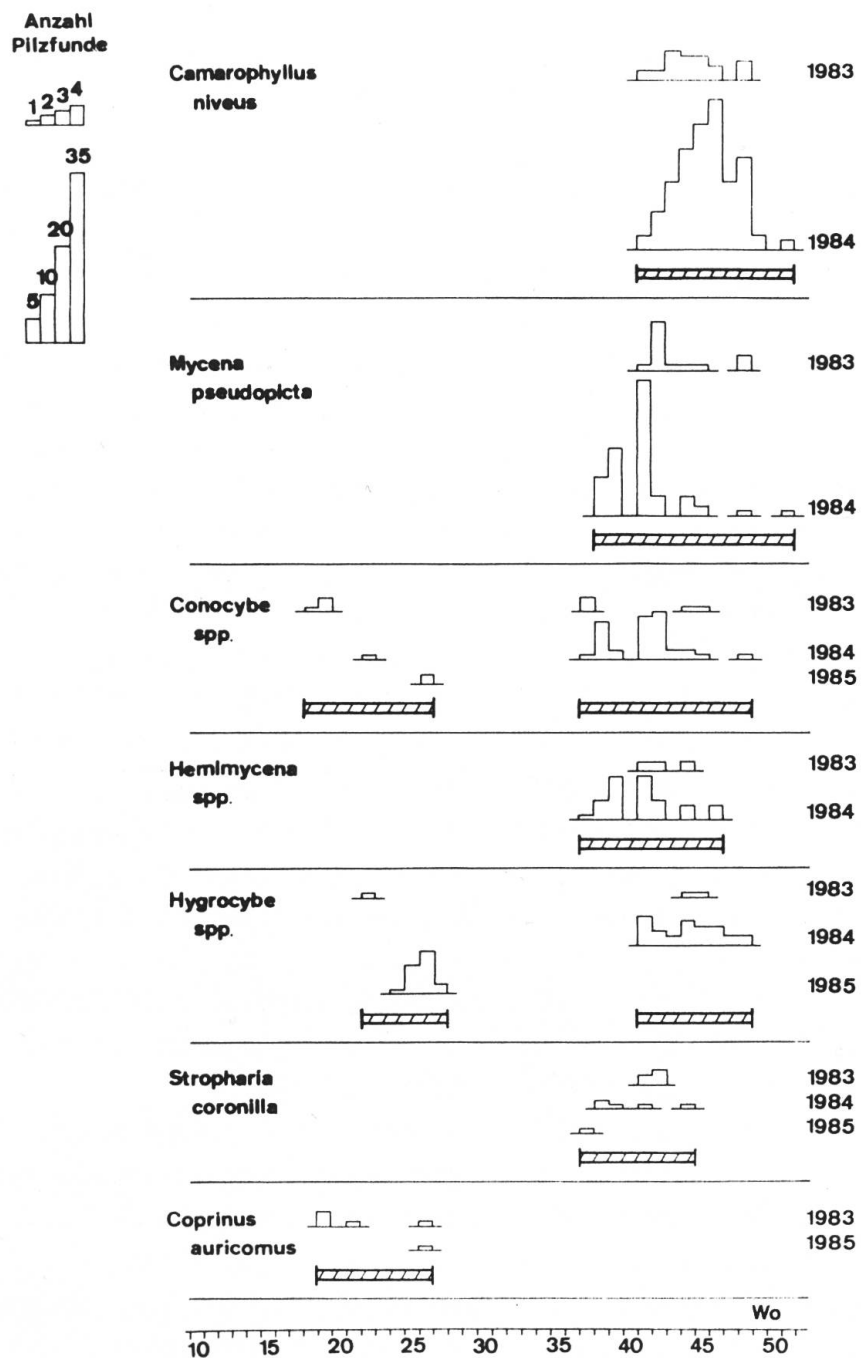 Anzahl
Pilzfunde
1 2 3 4
5 10 20 35
Camarophyllus
niveus
1983
1984
Mycena
pseudopicta
1983
1984
Conocybe
spp.
1983
1984
1985
Hemimycena
spp.
1983
1984
Hygrocybe
spp.
1983
1984
1985
Stropharia
coronilla
1983
1984
1985
Coprinus
auricomus
1983
1985
Wo
10 15 20 25 30 35 40 45 50